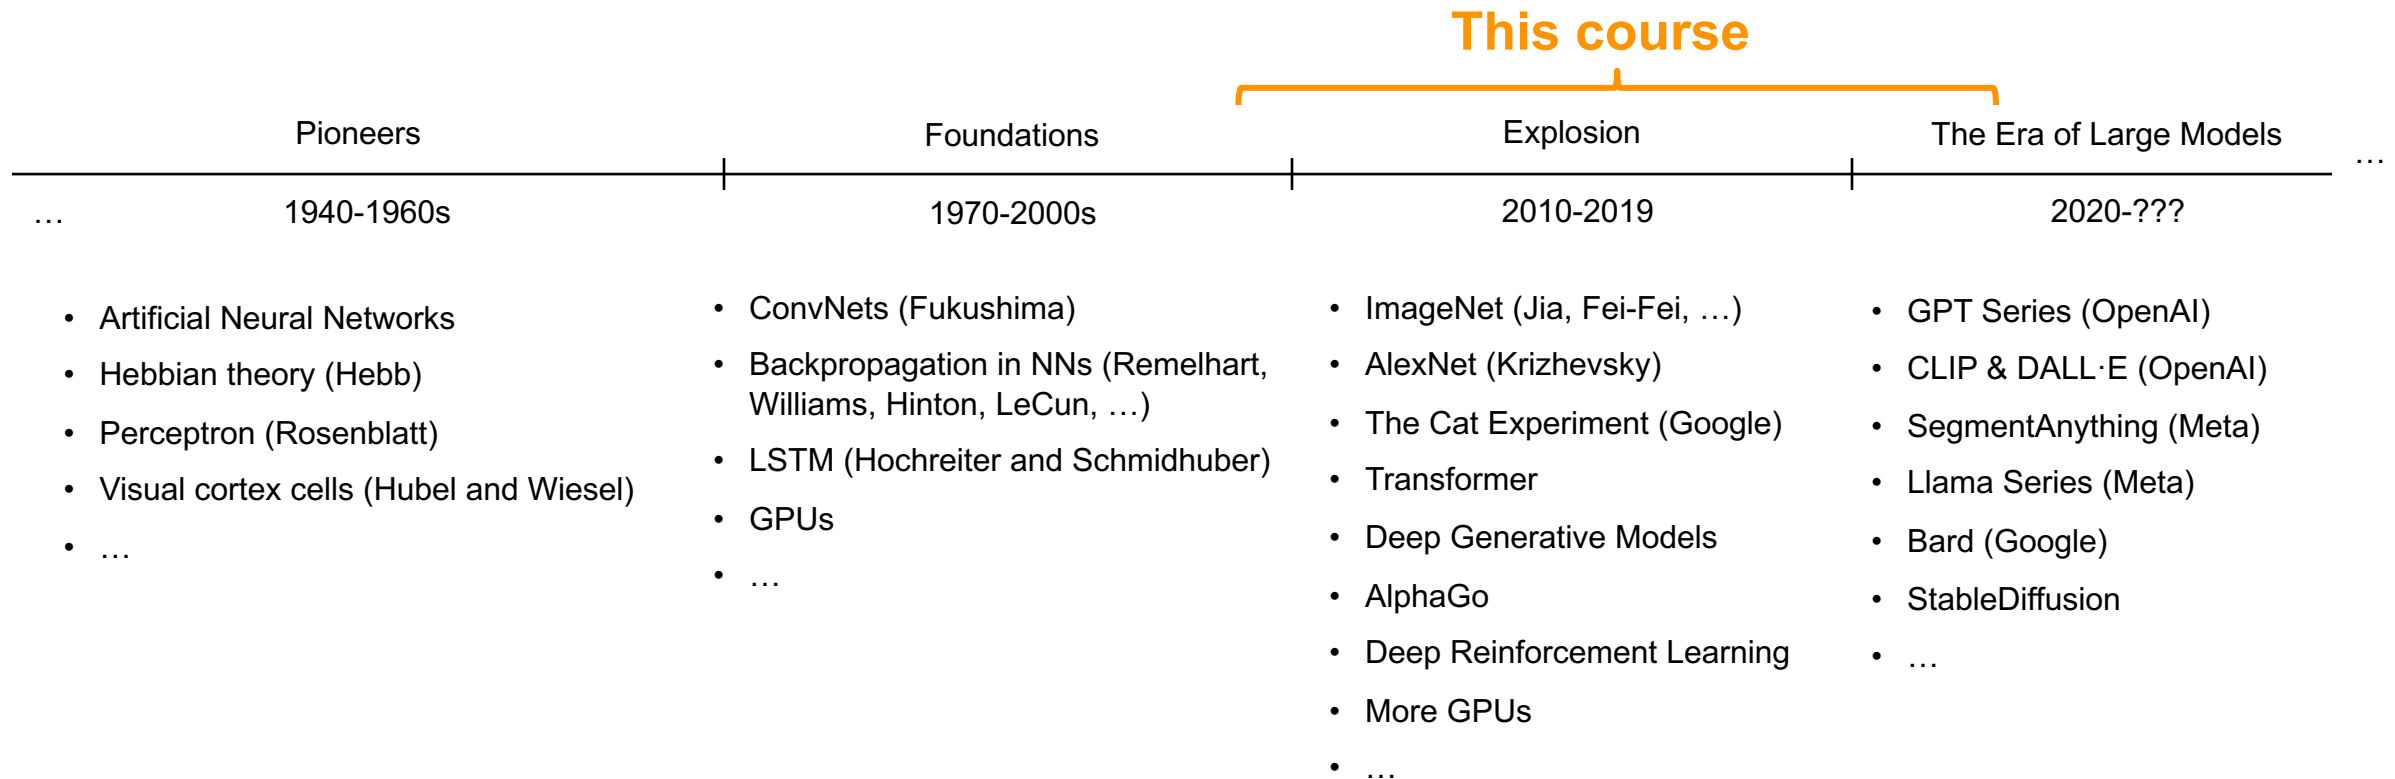 This course
Pioneers
Foundations
Explosion
The Era of Large Models
…
…
1940-1960s
1970-2000s
2010-2019
2020-???
• Artificial Neural Networks
• Hebbian theory (Hebb)
• Perceptron (Rosenblatt)
• Visual cortex cells (Hubel and Wiesel)
• …
• ConvNets (Fukushima)
• Backpropagation in NNs (Remelhart,
Williams, Hinton, LeCun, …)
• LSTM (Hochreiter and Schmidhuber)
• GPUs
• …
• ImageNet (Jia, Fei-Fei, …)
• AlexNet (Krizhevsky)
• The Cat Experiment (Google)
• Transformer
• Deep Generative Models
• AlphaGo
• Deep Reinforcement Learning
• More GPUs
• …
• GPT Series (OpenAI)
• CLIP & DALL·E (OpenAI)
• SegmentAnything (Meta)
• Llama Series (Meta)
• Bard (Google)
• StableDiffusion
• …